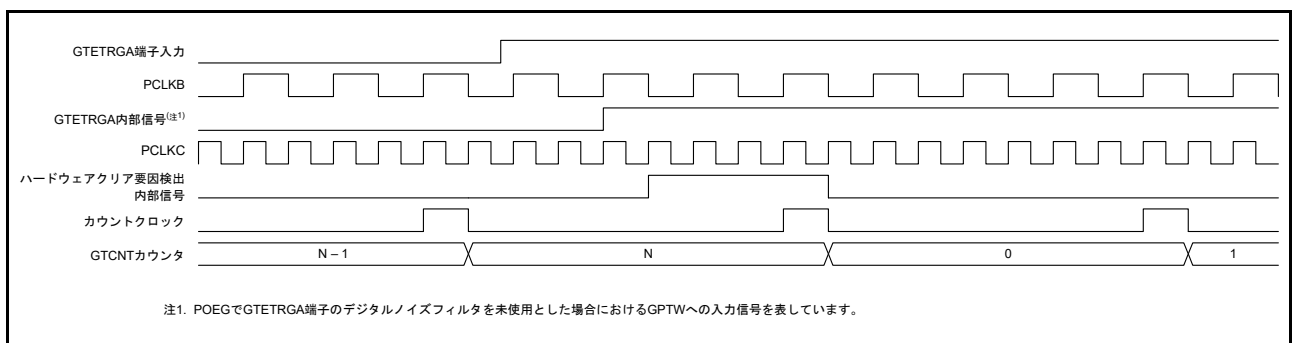 GTETRGA端子入力
PCLKB
GTETRGA内部信号(注1)
PCLKC
ハードウェアクリア要因検出
内部信号
カウントクロック
GTCNTカウンタ
N – 1
N
0
1
注1. POEGでGTETRGA端子のデジタルノイズフィルタを未使用とした場合におけるGPTWへの入力信号を表しています。